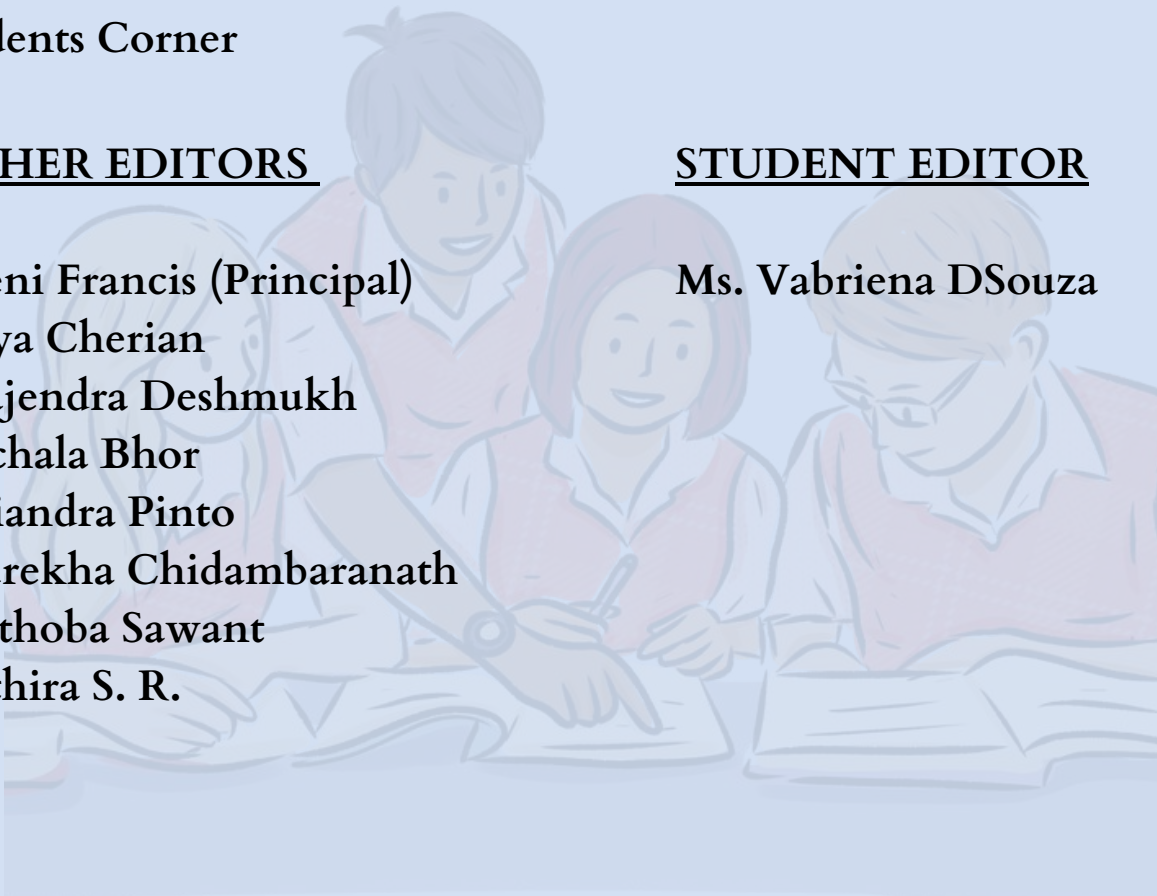 dents Corner
HER EDITORS
STUDENT EDITOR
eni Francis (Principal)
Ms. Vabriena DSouza
ya Cherian
jendra Deshmukh
chala Bhor
iandra Pinto
rekha Chidambaranath
thoba Sawant
hira S. R.